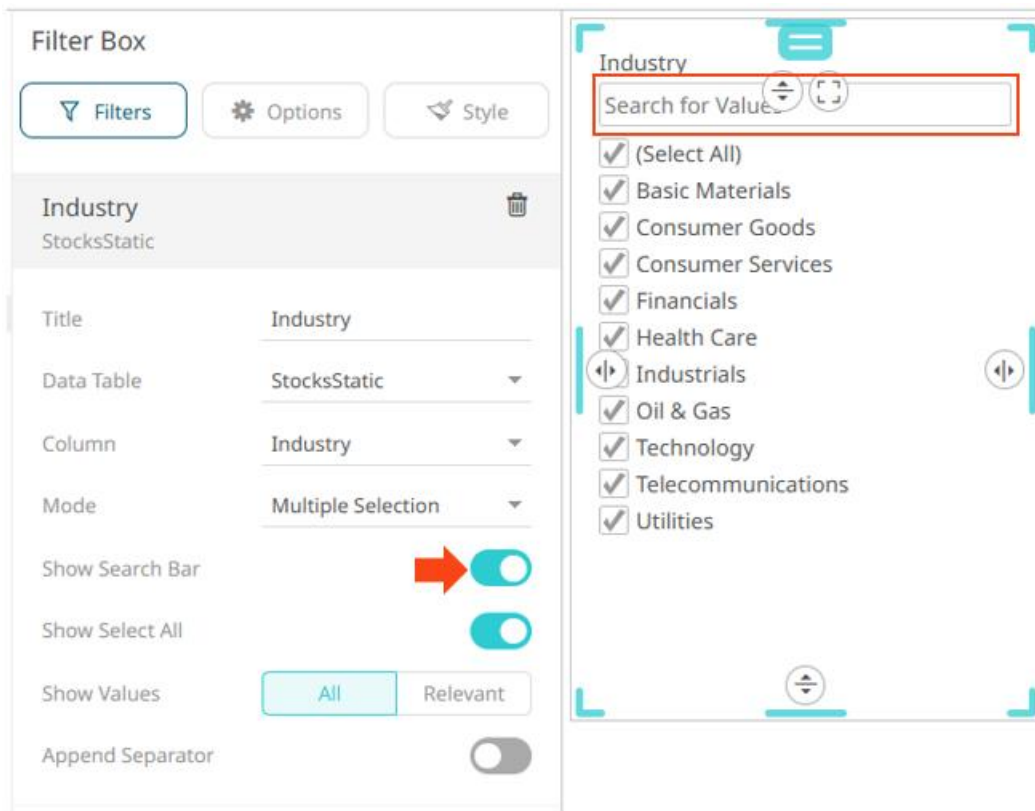 Filter Box
Filters
Options
Style
Industry
StocksStatic
Title
Industry
Data Table
StocksStatic
Column
Industry
Mode
Multiple Selection
Show Search Bar
Show Select All
Show Values
All
Relevant
Append Separator
Industry
Search for Value
(Select All)
Basic Materials
Consumer Goods
Consumer Services
Financials
Health Care
Industrials
Oil & Gas
Technology
Telecommunications
Utilities